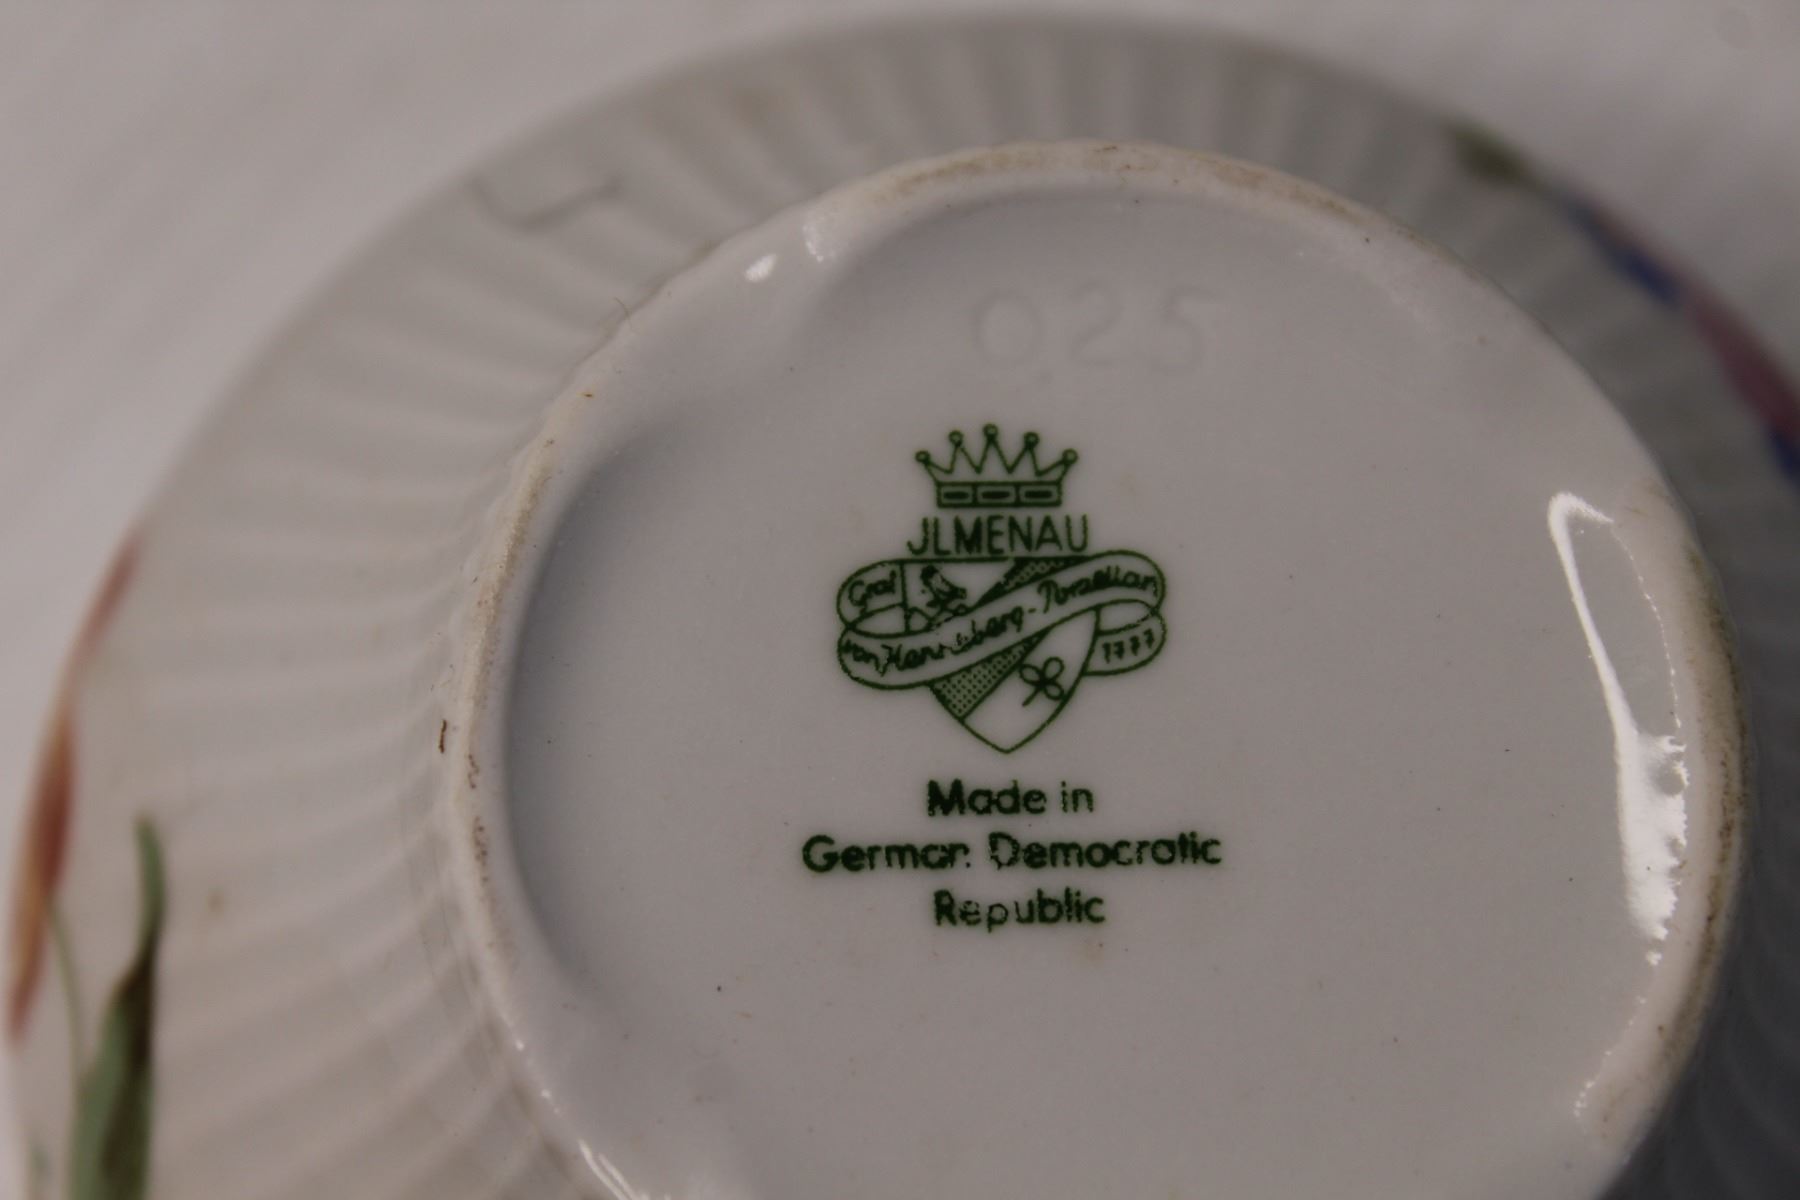 025
JLMENAU
Graf
von Henneberg-Porzellan
1777
Made in
German Democratic
Republic